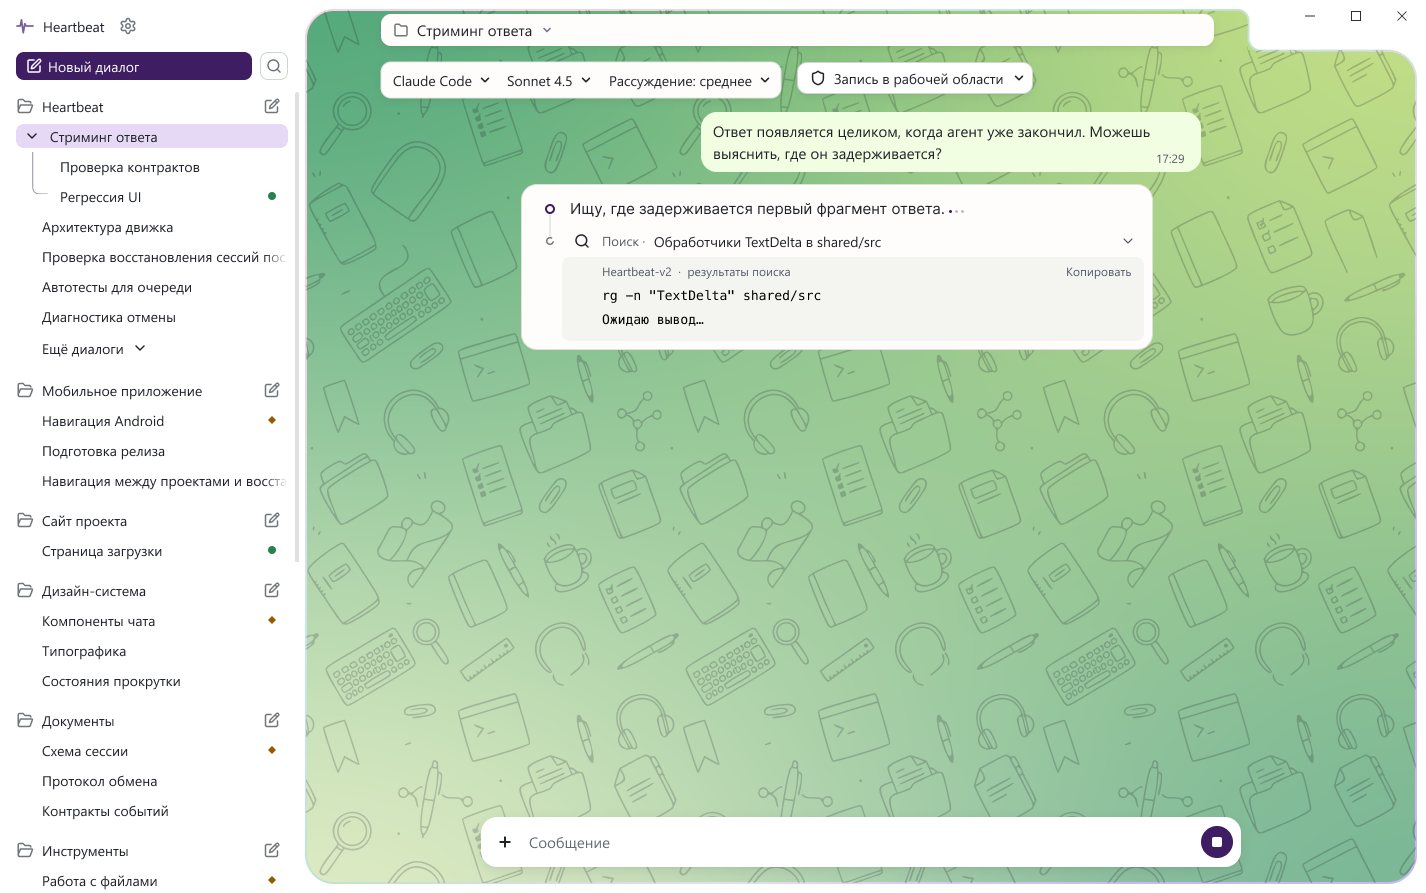 Heartbeat
Новый диалог
Heartbeat
Стриминг ответа
Проверка контрактов
Регрессия UI
Архитектура движка
Проверка восстановления сессий пос
Автотесты для очереди
Диагностика отмены
Ещё диалоги
Мобильное приложение
Навигация Android
Подготовка релиза
Навигация между проектами и восста
Сайт проекта
Страница загрузки
Дизайн-система
Компоненты чата
Типографика
Состояния прокрутки
Документы
Схема сессии
Протокол обмена
Контракты событий
Инструменты
Работа с файлами
Стриминг ответа
Claude Code Sonnet 4.5 Рассуждение: среднее Запись в рабочей области
Ответ появляется целиком, когда агент уже закончил. Можешь
выяснить, где он задерживается?
17:29
Ищу, где задерживается первый фрагмент ответа.
Поиск · Обработчики TextDelta в shared/src
Heartbeat-v2 · результаты поиска Копировать
rg -n "TextDelta" shared/src
Ожидаю вывод…
Сообщение